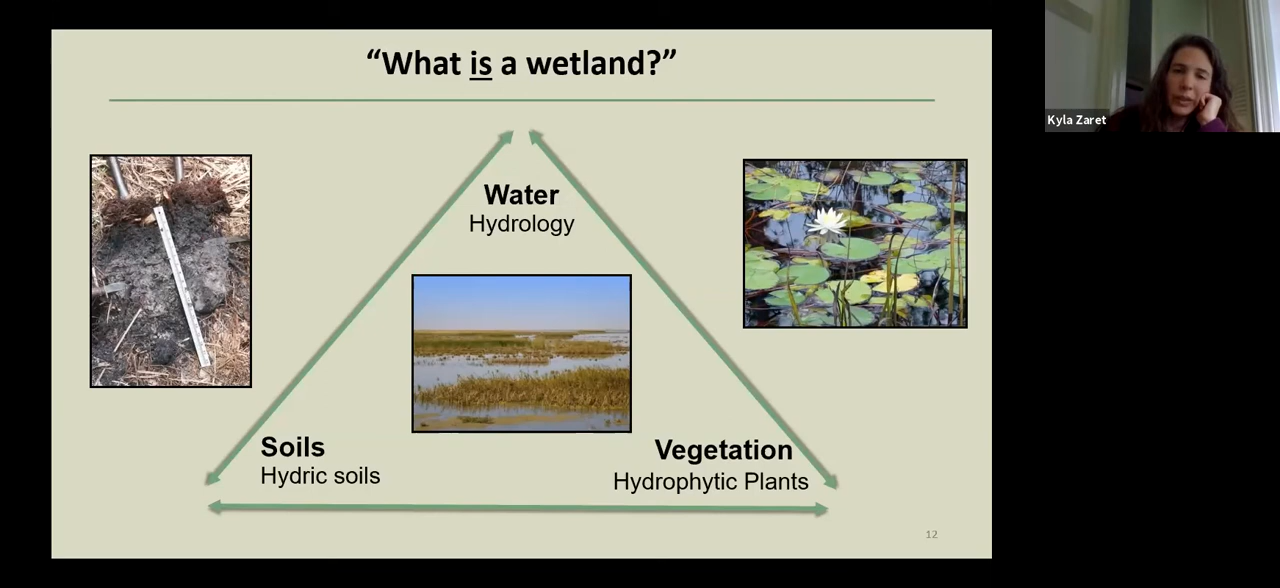 “What is a wetland?”
Kyla Zaret
Water
Hydrology
Soils
Hydric soils
Vegetation
Hydrophytic Plants
12